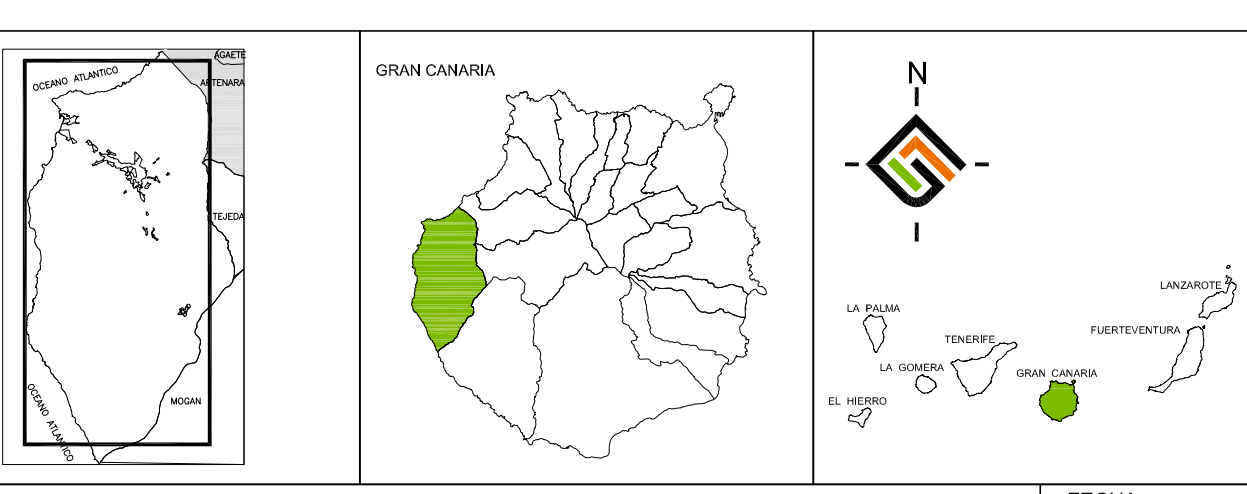 AGAETE
OCEANO ATLANTICO
ARTENARA
TEJEDA
MOGAN
OCEANO ATLANTICO
GRAN CANARIA
N
LANZAROTE
LA PALMA
FUERTEVENTURA
TENERIFE
LA GOMERA
GRAN CANARIA
EL HIERRO